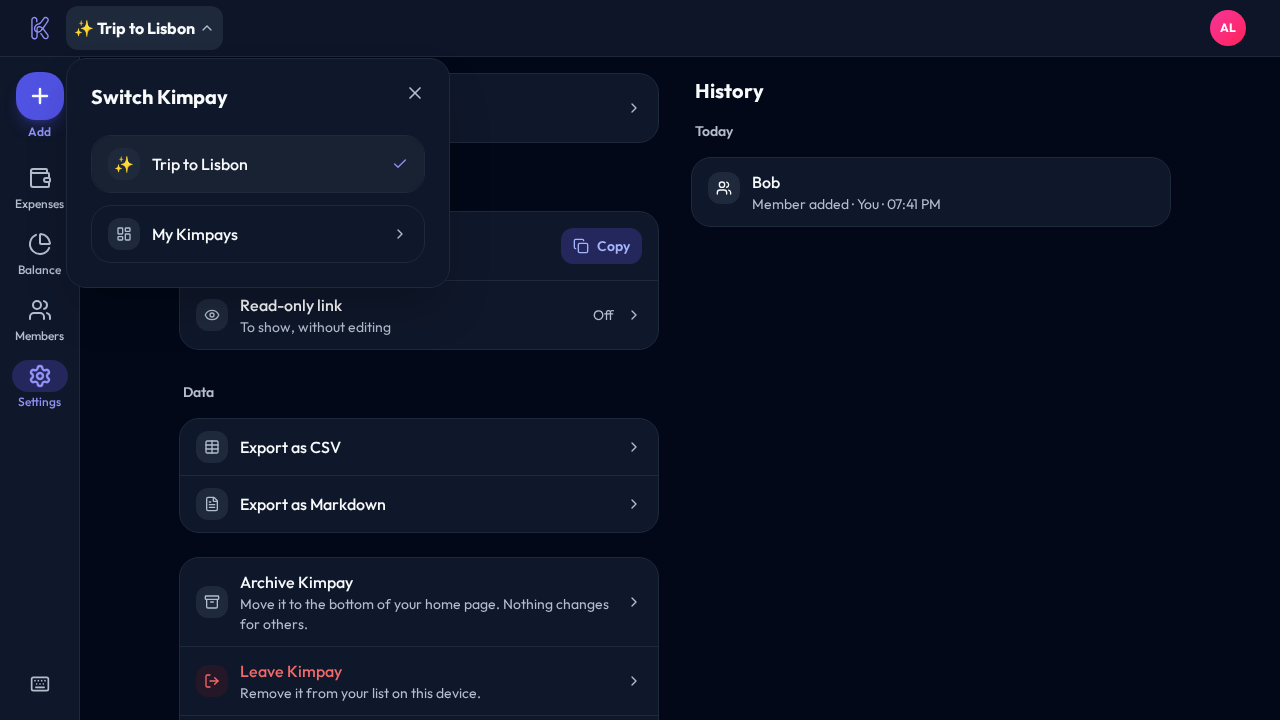 ✨ Trip to Lisbon
AL
Add
Expenses
Balance
Members
Settings
Switch Kimpay
✨ Trip to Lisbon
My Kimpays
Copy
Read-only link
To show, without editing
Off
Data
Export as CSV
Export as Markdown
Archive Kimpay
Move it to the bottom of your home page. Nothing changes
for others.
Leave Kimpay
Remove it from your list on this device.
History
Today
Bob
Member added · You · 07:41 PM